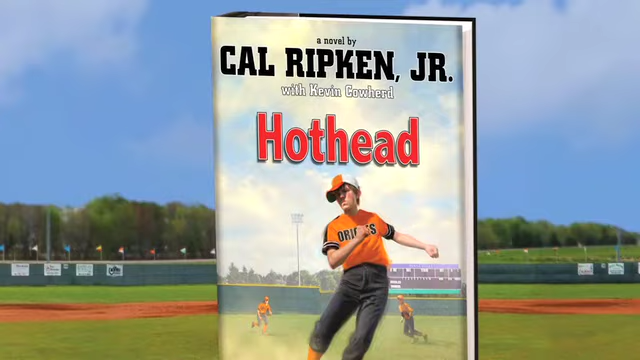 a novel by
CAL RIPKEN, JR.
with Kevin Cowherd
Hothead
ORIOLES